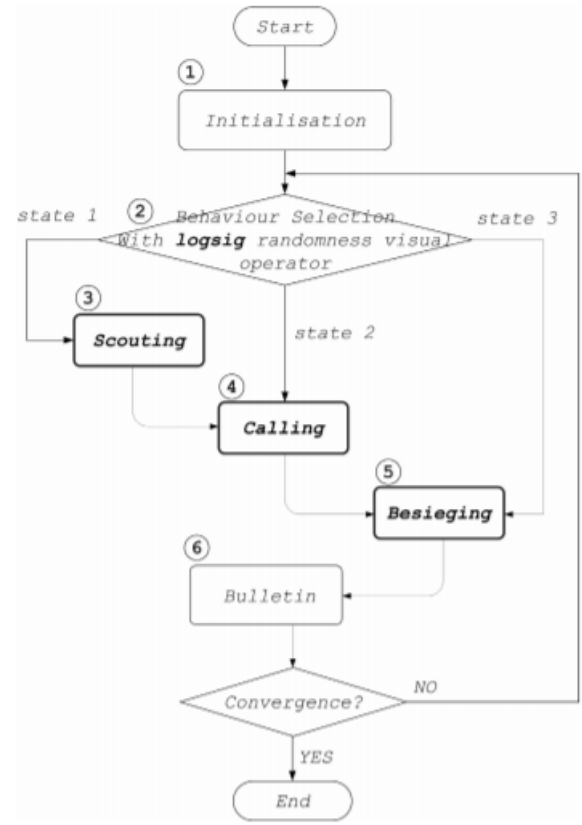 Start
1
Initialisation
state 1
2
Behaviour Selection
With logsig randomness visual
operator
state 3
3
Scouting
state 2
4
Calling
5
Besieging
6
Bulletin
Convergence?
NO
YES
End